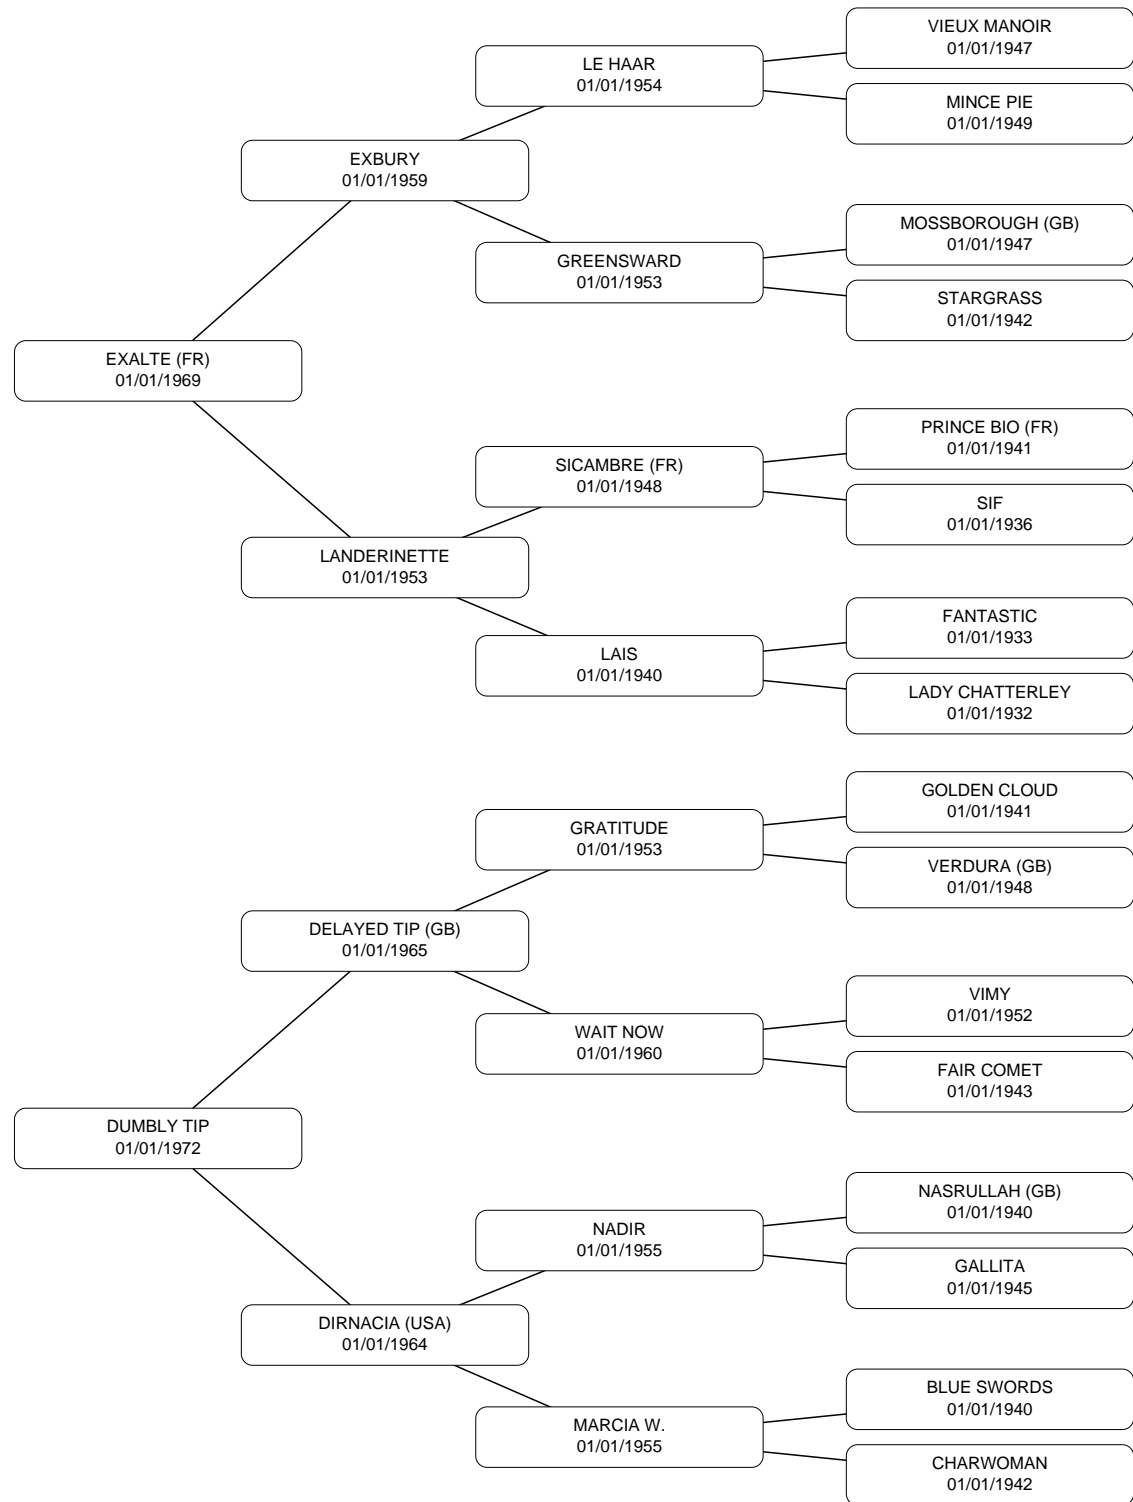 VIEUX MANOIR
01/01/1947
LE HAAR
01/01/1954
MINCE PIE
01/01/1949
EXBURY
01/01/1959
MOSSBOROUGH (GB)
01/01/1947
GREENSWARD
01/01/1953
STARGRASS
01/01/1942
EXALTE (FR)
01/01/1969
PRINCE BIO (FR)
01/01/1941
SICAMBRE (FR)
01/01/1948
SIF
01/01/1936
LANDERINETTE
01/01/1953
FANTASTIC
01/01/1933
LAIS
01/01/1940
LADY CHATTERLEY
01/01/1932
GOLDEN CLOUD
01/01/1941
GRATITUDE
01/01/1953
VERDURA (GB)
01/01/1948
DELAYED TIP (GB)
01/01/1965
VIMY
01/01/1952
WAIT NOW
01/01/1960
FAIR COMET
01/01/1943
DUMBLY TIP
01/01/1972
NASRULLAH (GB)
01/01/1940
NADIR
01/01/1955
GALLITA
01/01/1945
DIRNACIA (USA)
01/01/1964
BLUE SWORDS
01/01/1940
MARCIA W.
01/01/1955
CHARWOMAN
01/01/1942